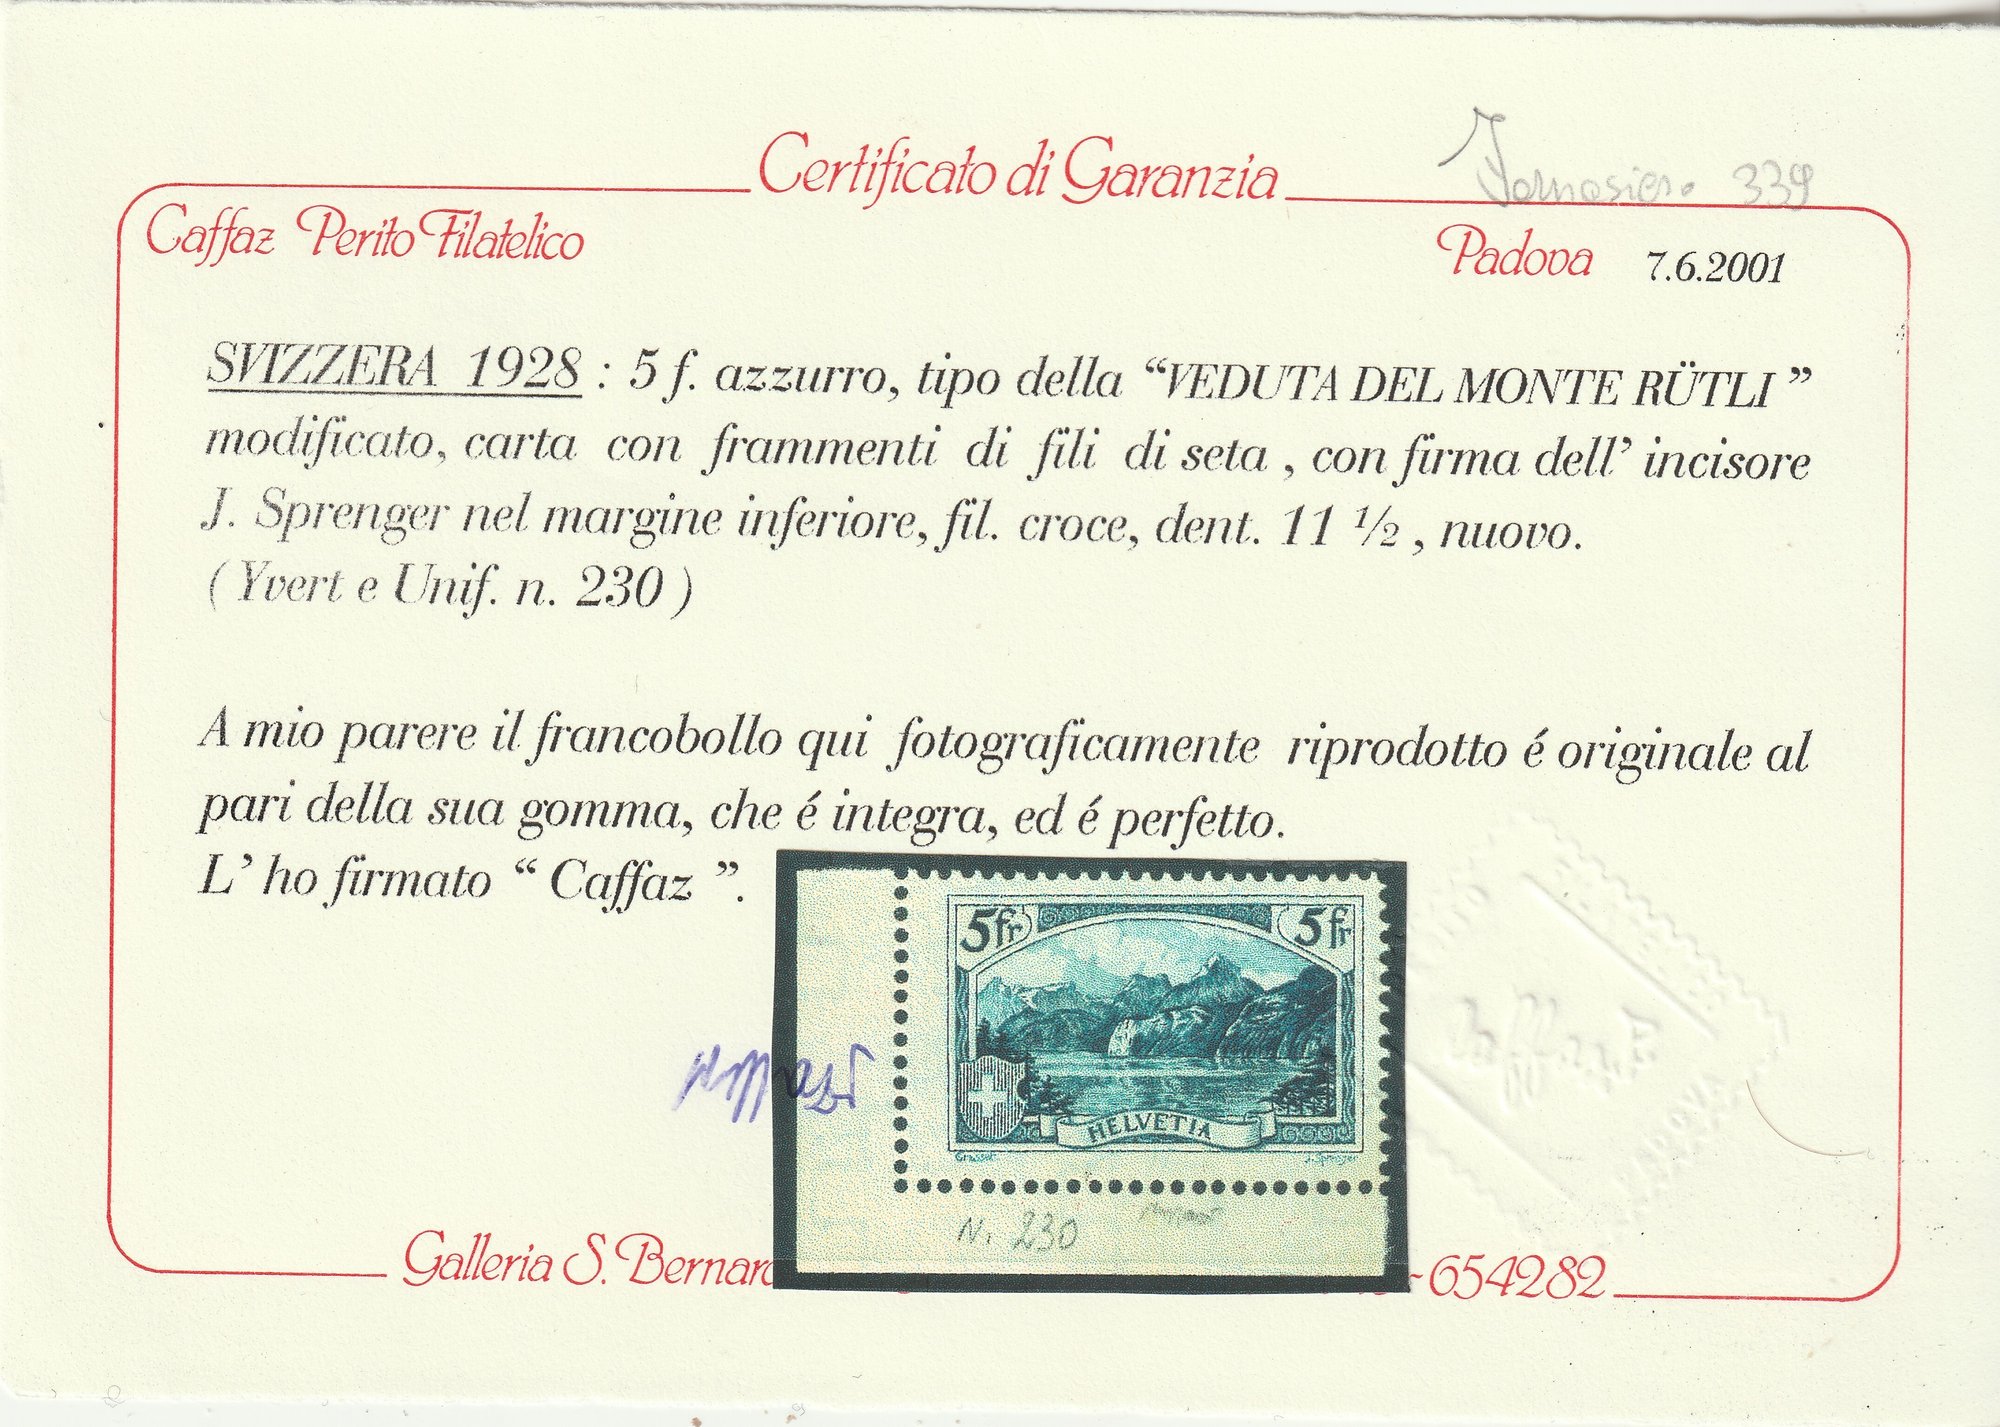 Certificato di Garanzia
339
Caffaz Perito Filatelico
Padova 7.6.2001
SVIZZERA 1928 : 5 f. azzurro, tipo della “VEDUTA DEL MONTE RÜTLI”
modificato, carta con frammenti di fili di seta , con firma dell’ incisore
J. Sprenger nel margine inferiore, fil. croce, dent. 11 ½ , nuovo.
( Yvert e Unif. n. 230 )
A mio parere il francobollo qui fotograficamente riprodotto é originale al
pari della sua gomma, che é integra, ed é perfetto.
L’ ho firmato “ Caffaz ”.
5fr 5fr
HELVETIA
J. Sprenger
N. 230
Caffaz
Galleria S. -654282